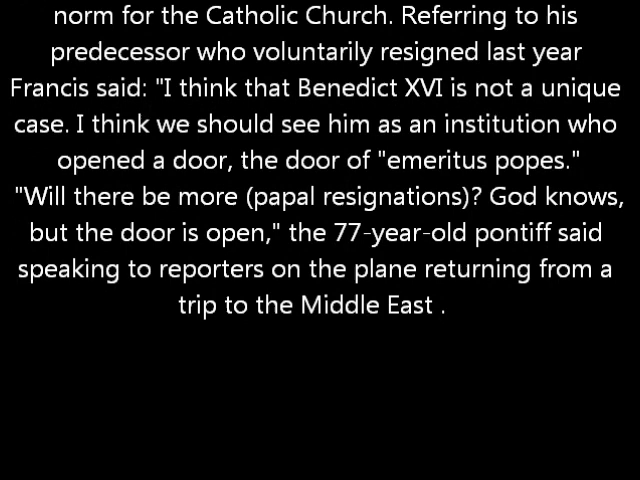 norm for the Catholic Church. Referring to his
predecessor who voluntarily resigned last year
Francis said: "I think that Benedict XVI is not a unique
case. I think we should see him as an institution who
opened a door, the door of "emeritus popes."
"Will there be more (papal resignations)? God knows,
but the door is open," the 77-year-old pontiff said
speaking to reporters on the plane returning from a
trip to the Middle East .